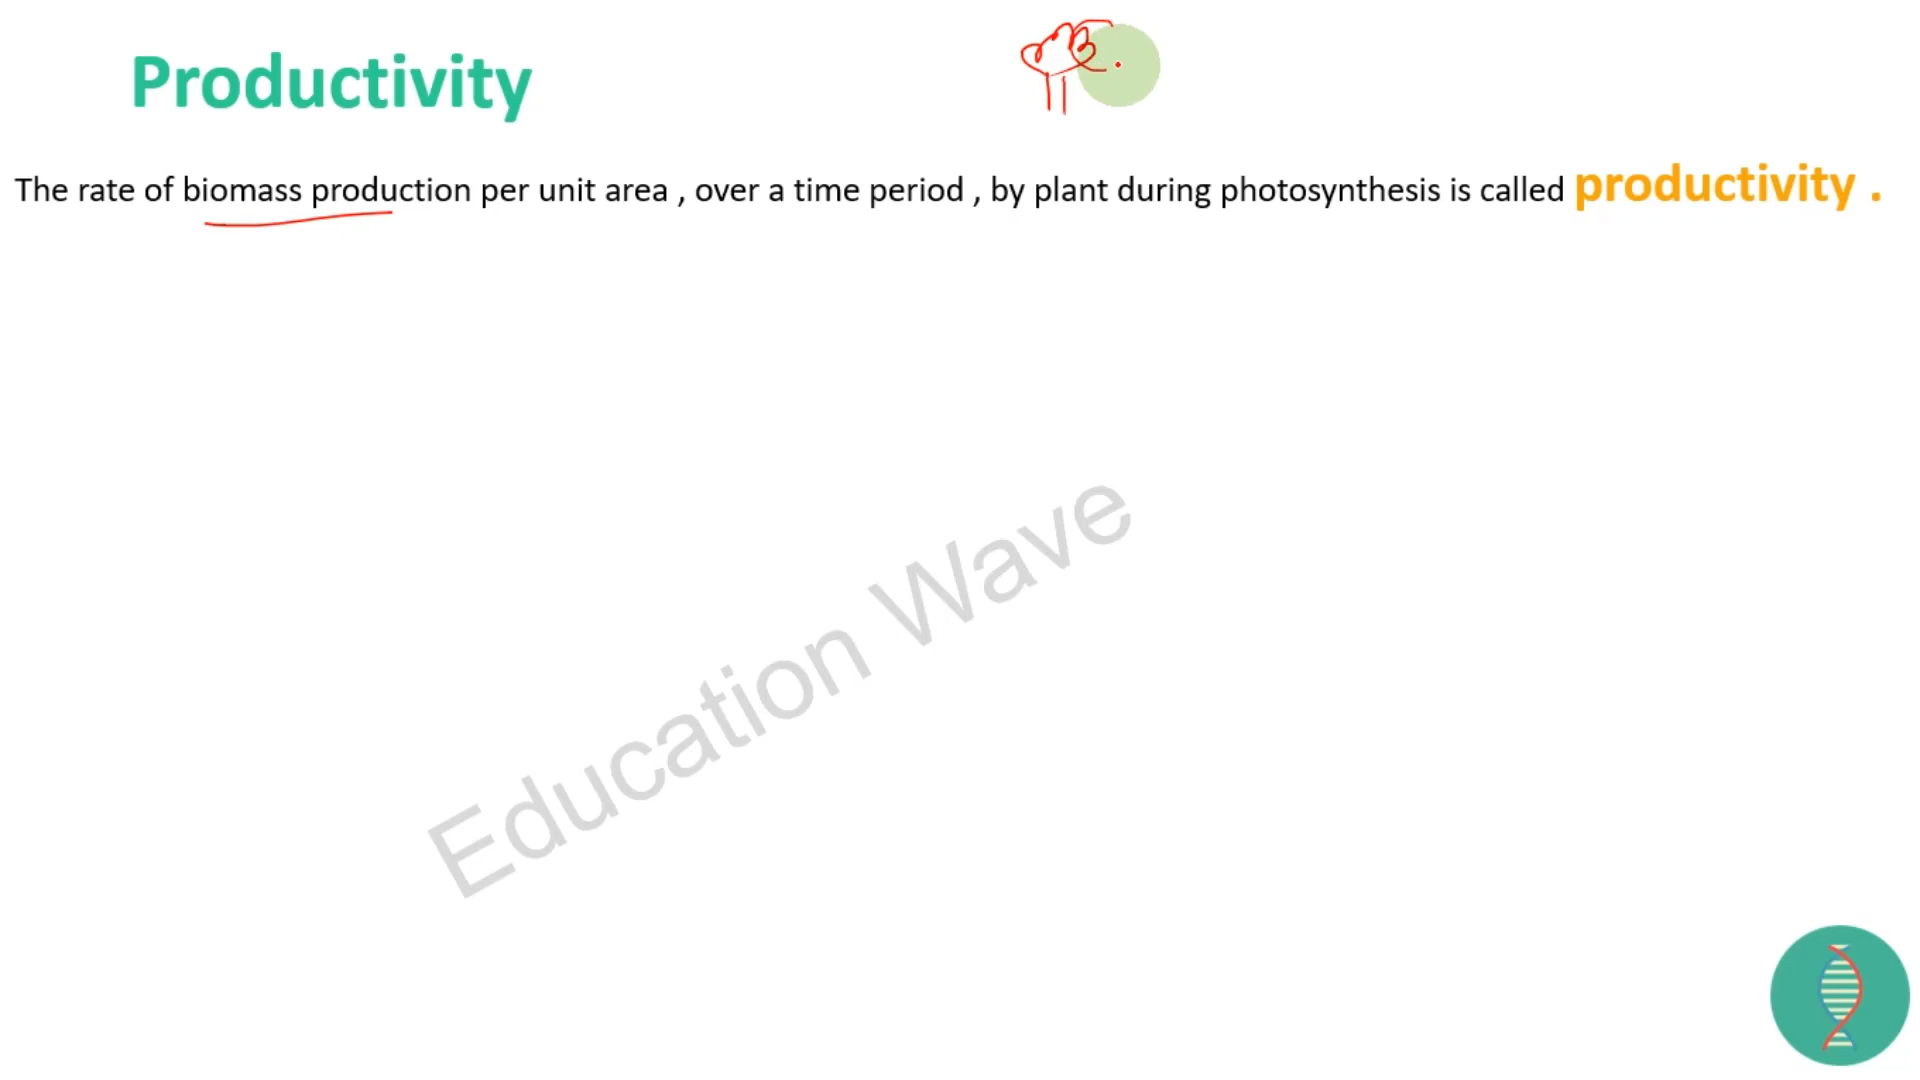 Productivity
The rate of biomass production per unit area , over a time period , by plant during photosynthesis is called productivity .
Education Wave